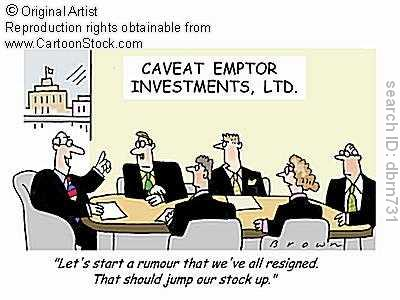 © Original Artist
Reproduction rights obtainable from
www.CartoonStock.com
CAVEAT EMPTOR
INVESTMENTS, LTD.
search ID: dbrn731
Brown
"Let's start a rumour that we've all resigned.
That should jump our stock up."